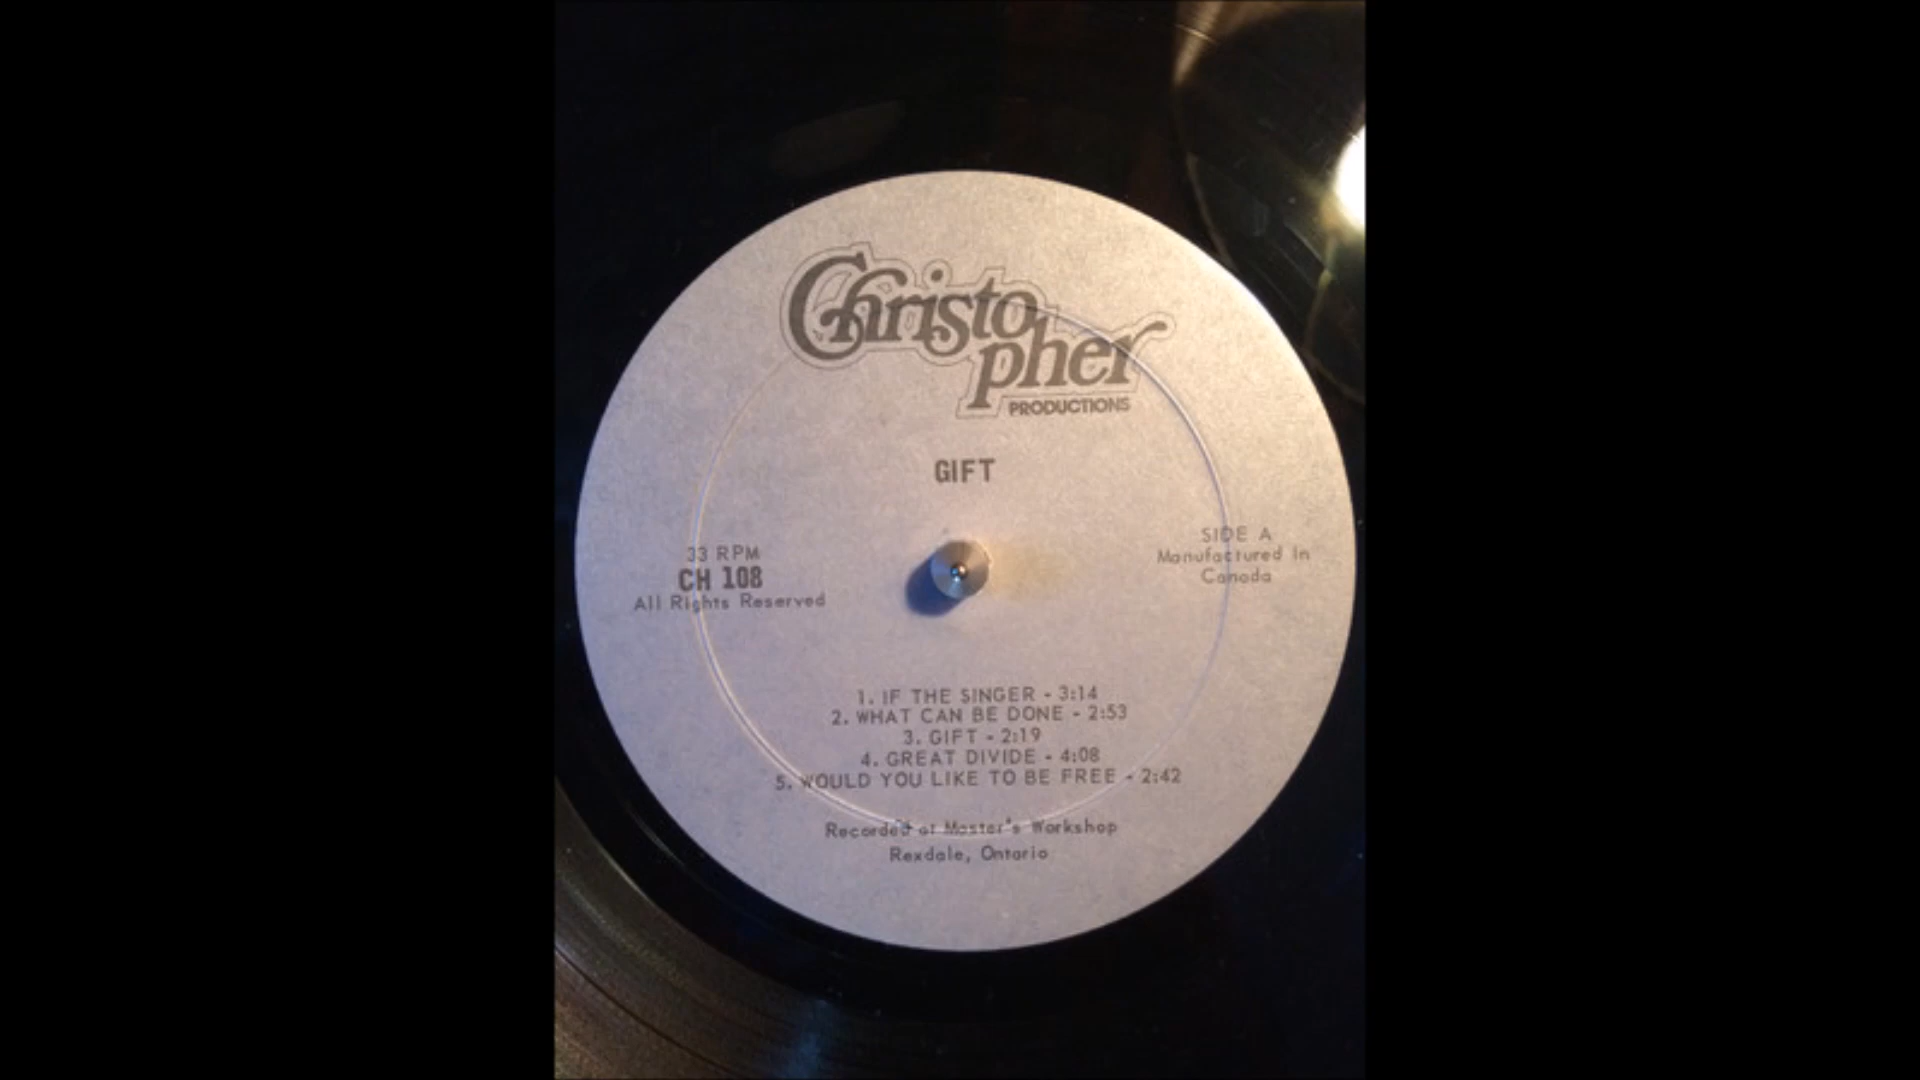 Christo
pher
PRODUCTIONS
GIFT
33 RPM
CH 108
All Rights Reserved
SIDE A
Manufactured In
Canada
1. IF THE SINGER - 3:14
2. WHAT CAN BE DONE - 2:53
3. GIFT - 2:19
4. GREAT DIVIDE - 4:08
5. WOULD YOU LIKE TO BE FREE - 2:42
Recorded at Master's Workshop
Rexdale, Ontario